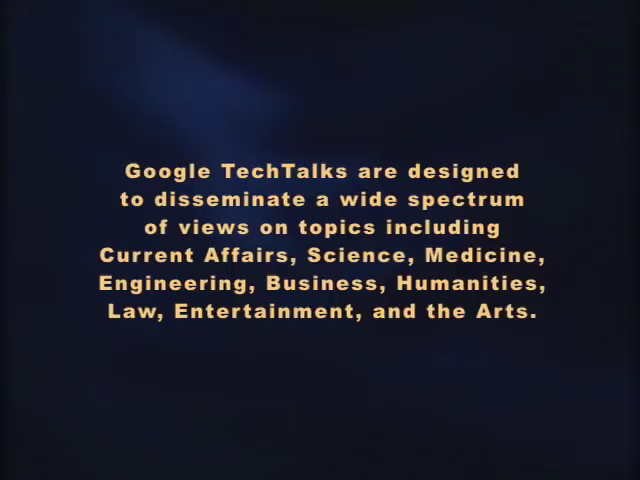 Google TechTalks are designed
to disseminate a wide spectrum
of views on topics including
Current Affairs, Science, Medicine,
Engineering, Business, Humanities,
Law, Entertainment, and the Arts.